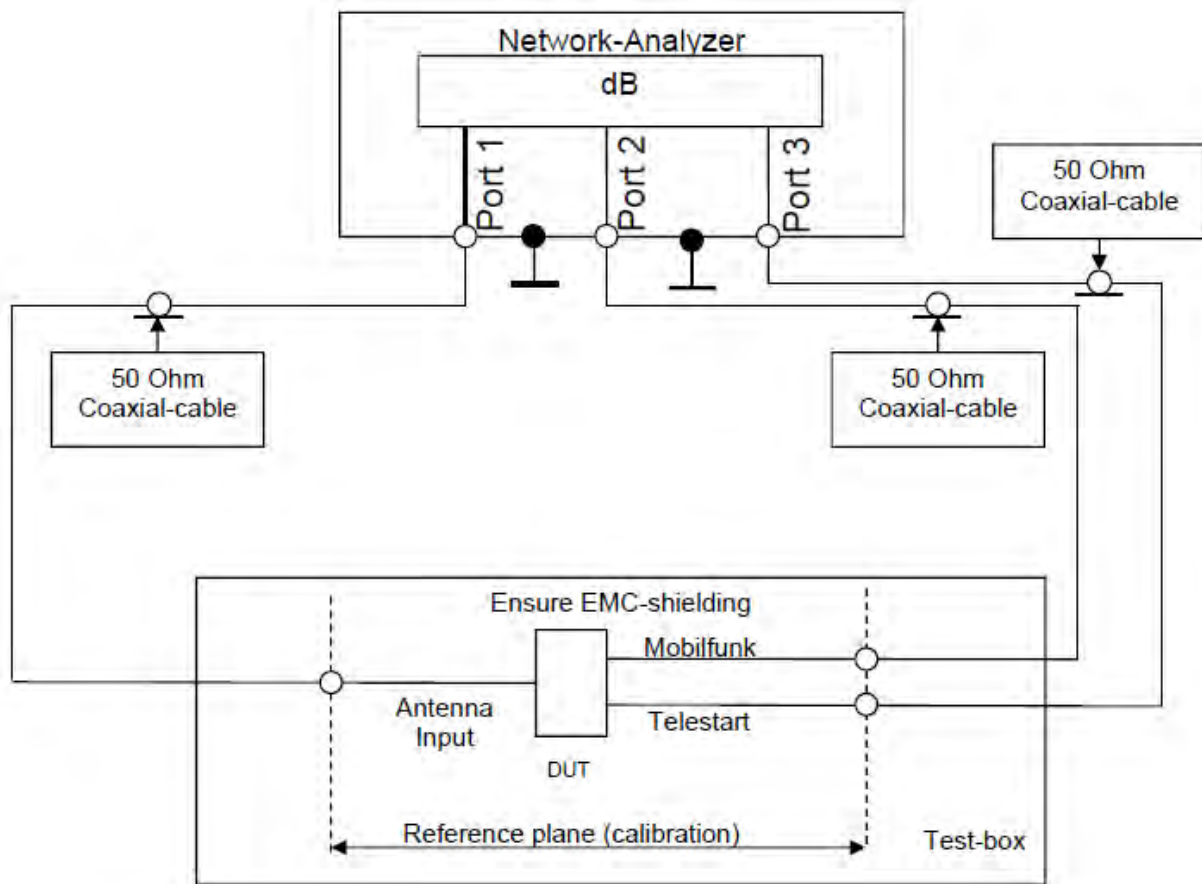 Network-Analyzer
dB
Port 1
Port 2
Port 3
50 Ohm
Coaxial-cable
50 Ohm
Coaxial-cable
50 Ohm
Coaxial-cable
Ensure EMC-shielding
Mobilfunk
Antenna
Input
Telestart
DUT
Reference plane (calibration)
Test-box